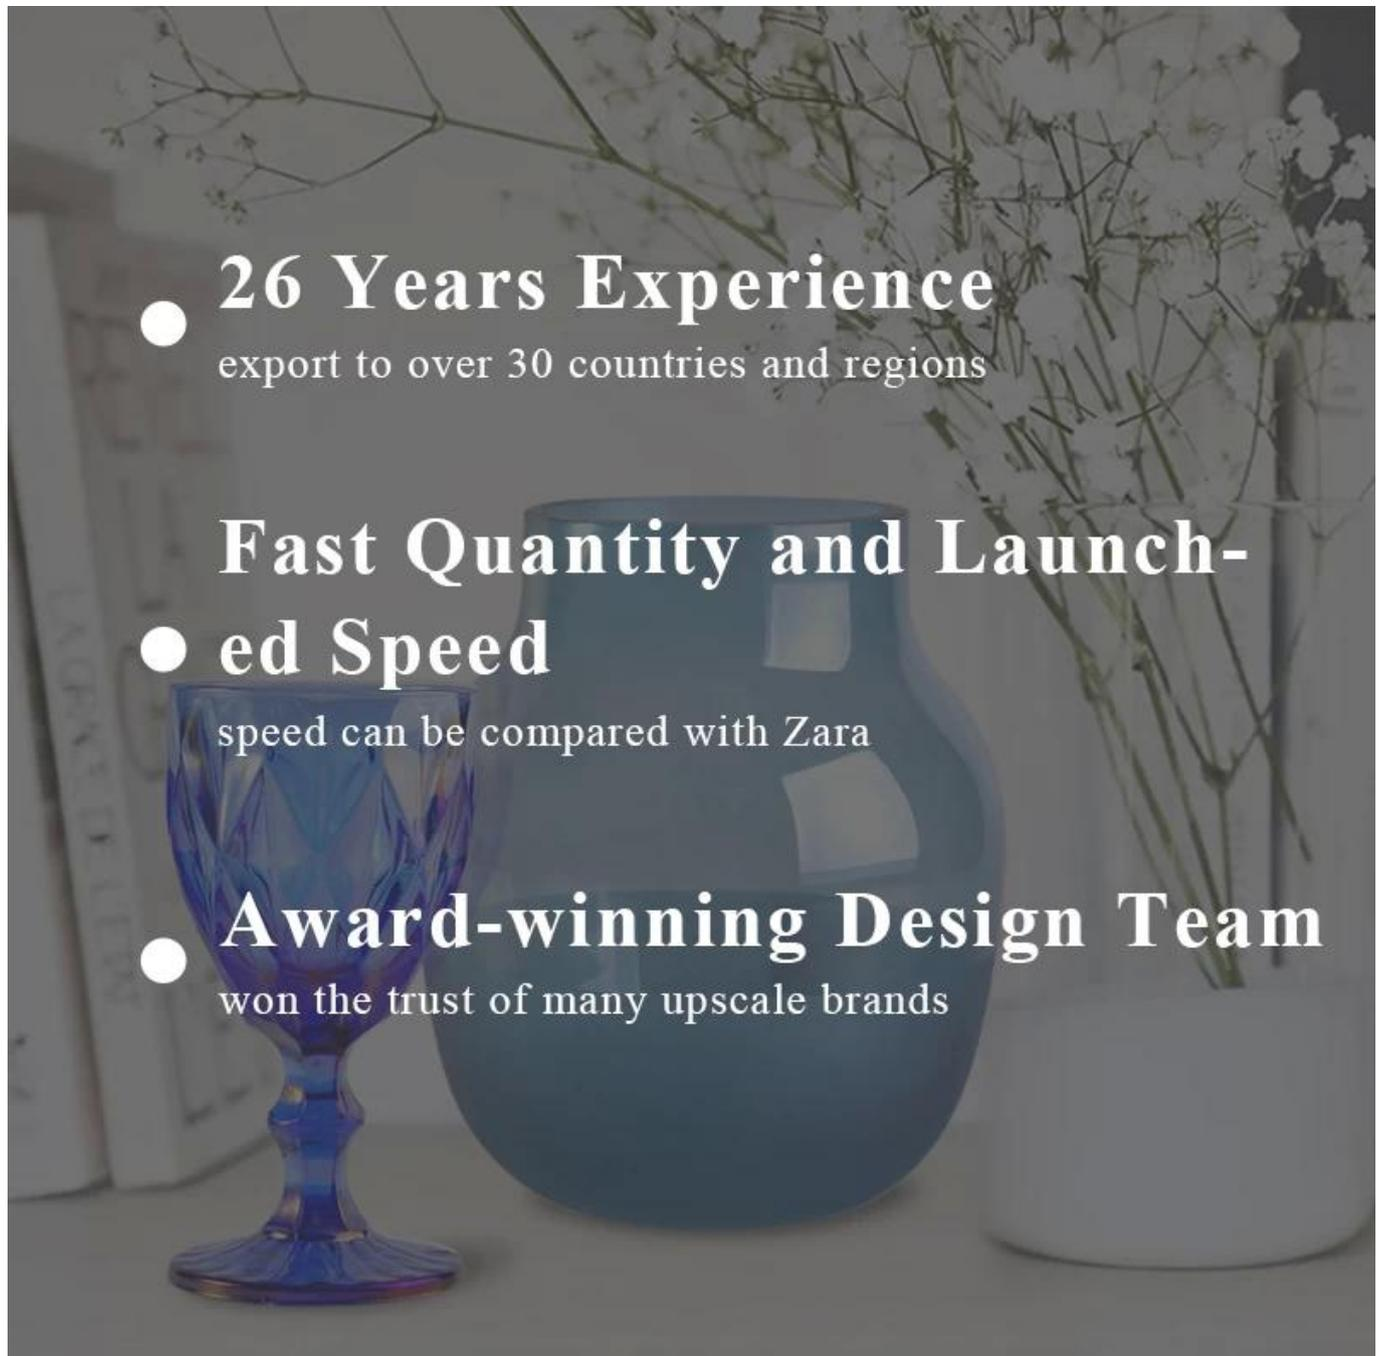 26 Years Experience
export to over 30 countries and regions
Fast Quantity and Launch-
ed Speed
speed can be compared with Zara
Award-winning Design Team
won the trust of many upscale brands